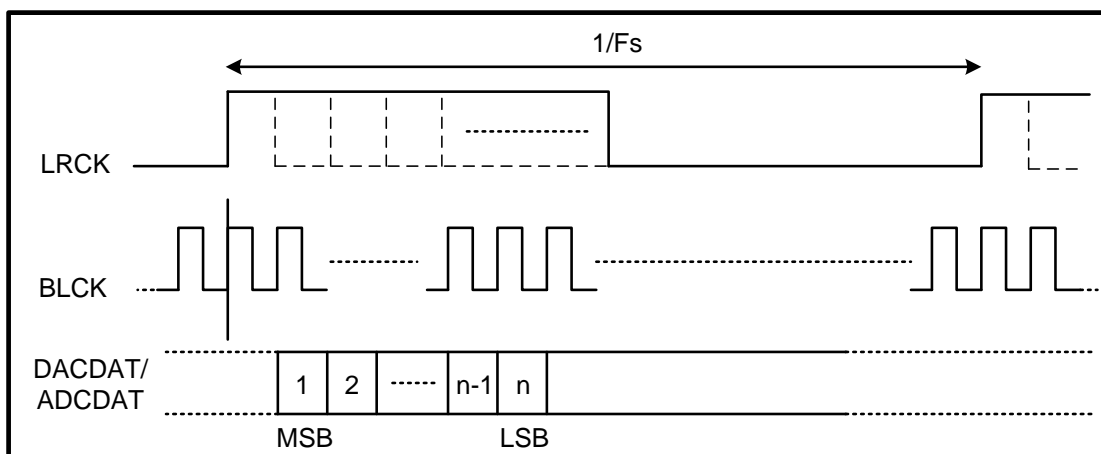 1/Fs
LRCK
BLCK
DACDAT/
ADCDAT
1 2 n-1 n
MSB LSB